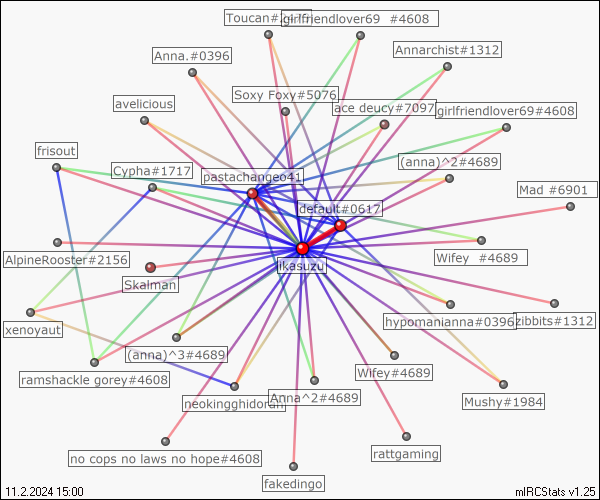 Toucan#2
girlfriendlover69 #4608
Anna.#0396
Annarchist#1312
Soxy Foxy#5076
avelicious
ace deucy#7097
girlfriendlover69#4608
frisout
Cypha#1717
(anna)^2#4689
pastachangeo41
Mad #6901
default#0617
AlpineRooster#2156
Wifey #4689
ikasuzu
Skalman
xenoyaut
hypomanianna#0396
zibbits#1312
(anna)^3#4689
ramshackle gorey#4608
Wifey#4689
neokingghidorah
Anna^2#4689
Mushy#1984
no cops no laws no hope#4608
rattgaming
fakedingo
11.2.2024 15:00
mIRCStats v1.25